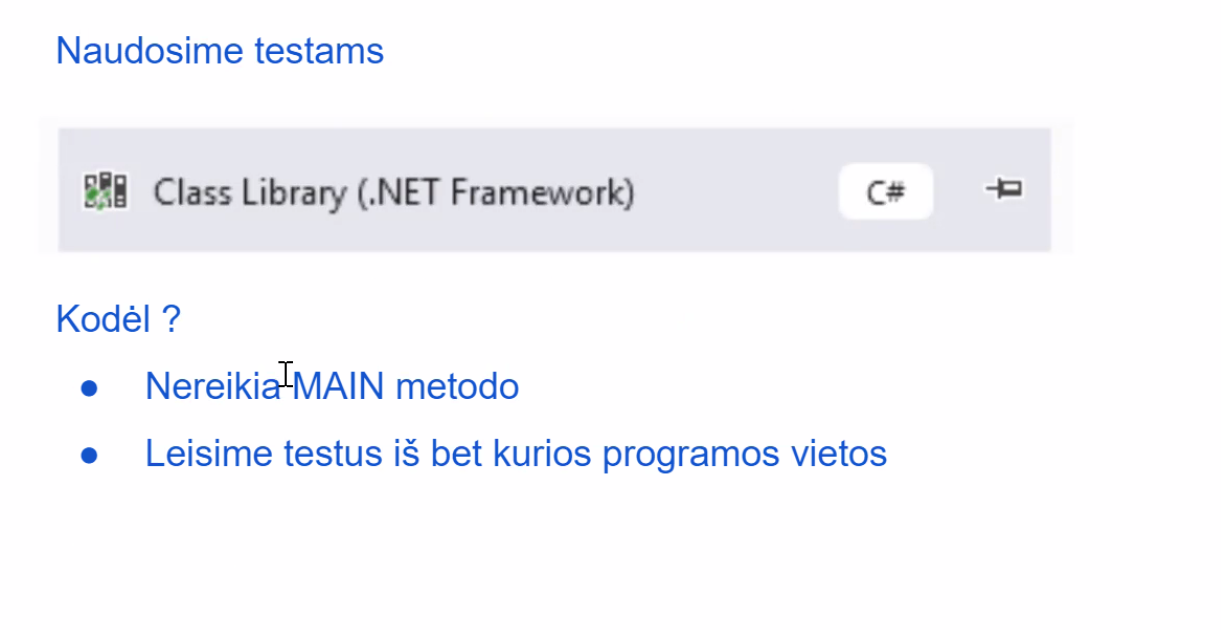 Naudosime testams
Class Library (.NET Framework) C#
Kodėl ?
● Nereikia MAIN metodo
● Leisime testus iš bet kurios programos vietos